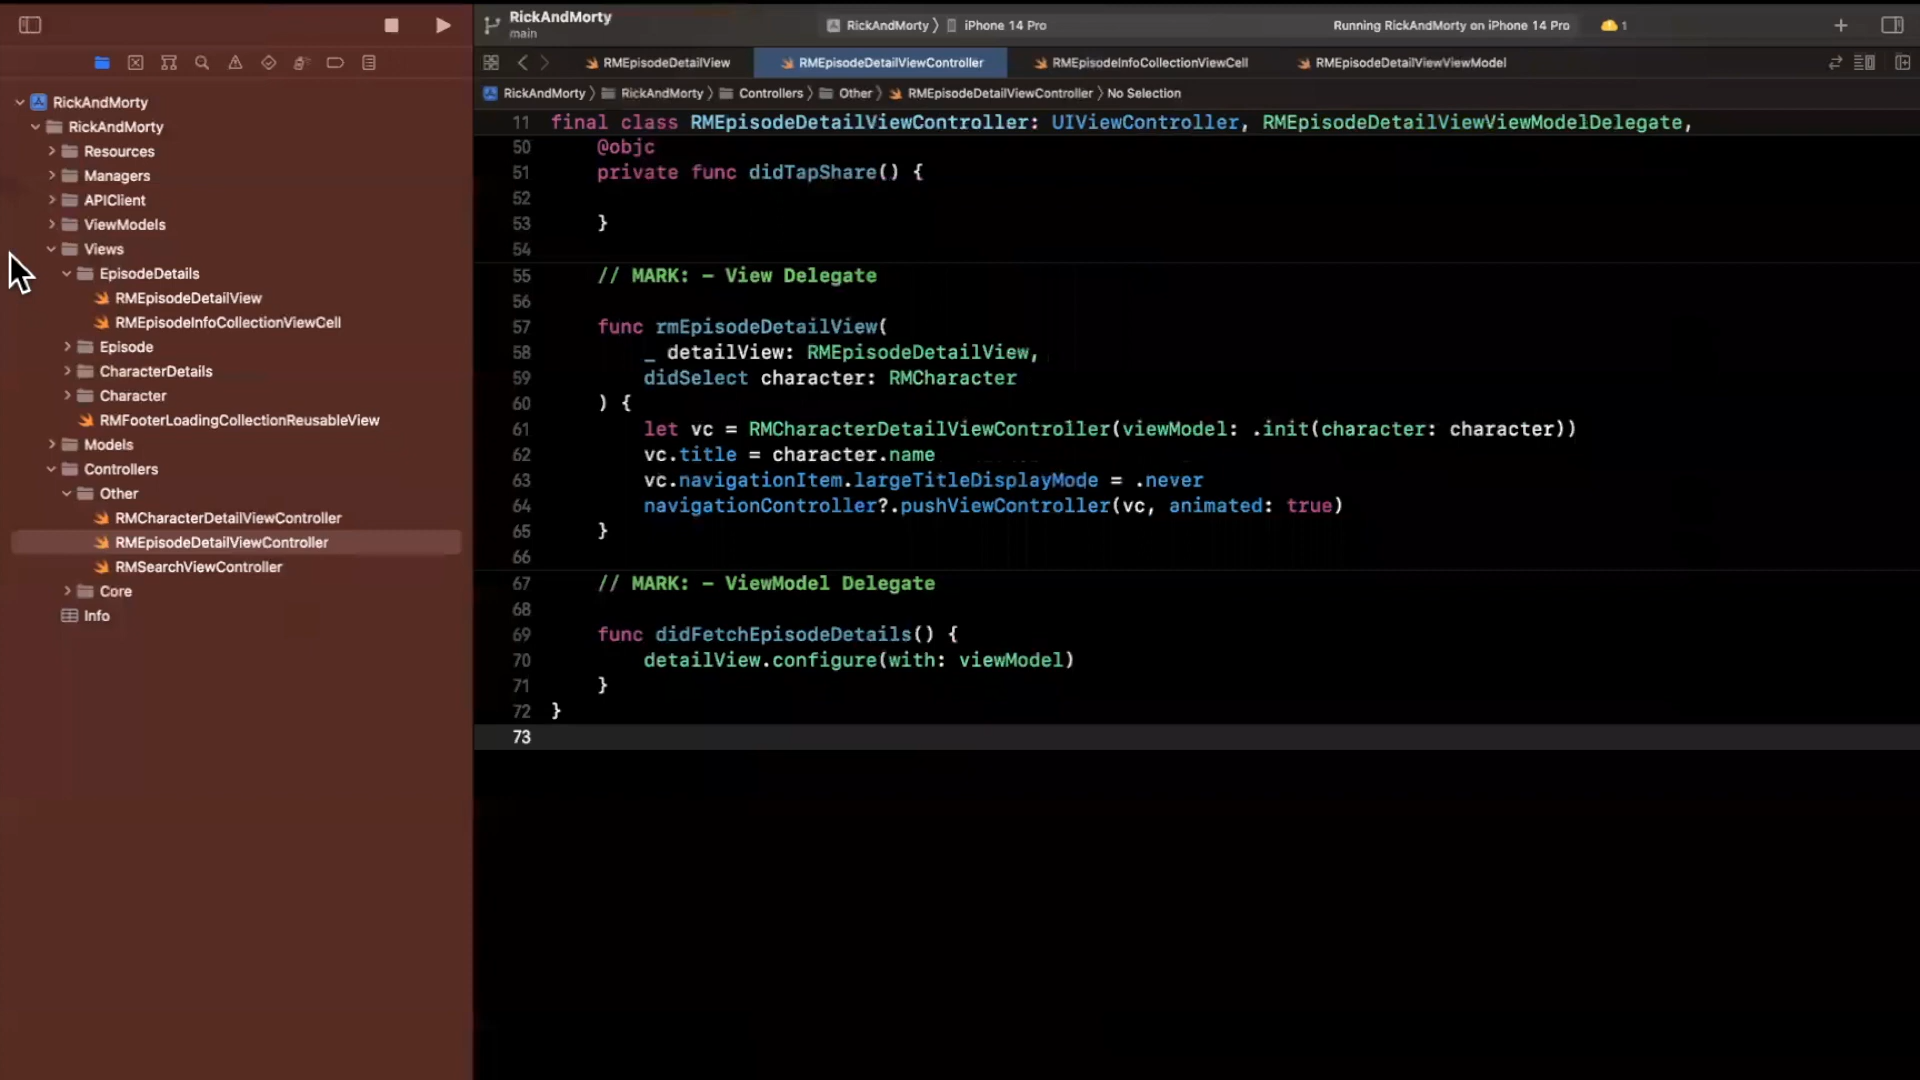 RickAndMorty
main
RickAndMorty
iPhone 14 Pro
Running RickAndMorty on iPhone 14 Pro
1
RMEpisodeDetailView
RMEpisodeDetailViewController
RMEpisodeInfoCollectionViewCell
RMEpisodeDetailViewViewModel
RickAndMorty
RickAndMorty
Controllers
Other
RMEpisodeDetailViewController
No Selection
RickAndMorty
RickAndMorty
Resources
Managers
APIClient
ViewModels
Views
EpisodeDetails
RMEpisodeDetailView
RMEpisodeInfoCollectionViewCell
Episode
CharacterDetails
Character
RMFooterLoadingCollectionReusableView
Models
Controllers
Other
RMCharacterDetailViewController
RMEpisodeDetailViewController
RMSearchViewController
Core
Info
11 final class RMEpisodeDetailViewController: UIViewController, RMEpisodeDetailViewViewModelDelegate,
50 @objc
51 private func didTapShare() {
52
53 }
54
55 // MARK: - View Delegate
56
57 func rmEpisodeDetailView(
58 _ detailView: RMEpisodeDetailView,
59 didSelect character: RMCharacter
60 ) {
61 let vc = RMCharacterDetailViewController(viewModel: .init(character: character))
62 vc.title = character.name
63 vc.navigationItem.largeTitleDisplayMode = .never
64 navigationController?.pushViewController(vc, animated: true)
65 }
66
67 // MARK: - ViewModel Delegate
68
69 func didFetchEpisodeDetails() {
70 detailView.configure(with: viewModel)
71 }
72 }
73